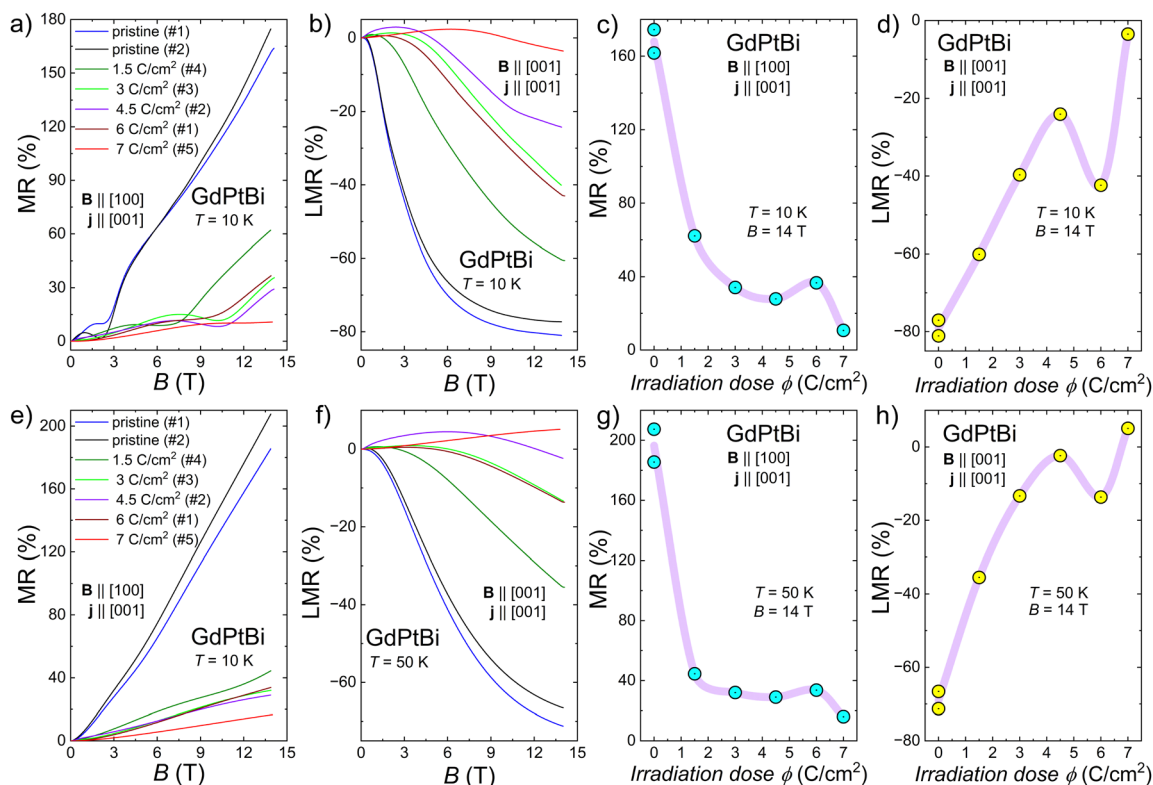 a)
MR (%)
180
150
120
90
60
30
0
pristine (#1)
pristine (#2)
1.5 C/cm² (#4)
3 C/cm² (#3)
4.5 C/cm² (#2)
6 C/cm² (#1)
7 C/cm² (#5)
B || [100]
j || [001]
GdPtBi
T = 10 K
0 3 6 9 12 15
B (T)
b)
LMR (%)
0
−20
−40
−60
−80
B || [001]
j || [001]
GdPtBi
T = 10 K
0 3 6 9 12 15
B (T)
c)
MR (%)
160
120
80
40
0
GdPtBi
B || [100]
j || [001]
T = 10 K
B = 14 T
0 1 2 3 4 5 6 7
Irradiation dose ϕ (C/cm²)
d)
LMR (%)
0
−20
−40
−60
−80
GdPtBi
B || [001]
j || [001]
T = 10 K
B = 14 T
0 1 2 3 4 5 6 7
Irradiation dose ϕ (C/cm²)
e)
MR (%)
200
160
120
80
40
0
pristine (#1)
pristine (#2)
1.5 C/cm² (#4)
3 C/cm² (#3)
4.5 C/cm² (#2)
6 C/cm² (#1)
7 C/cm² (#5)
B || [100]
j || [001]
GdPtBi
T = 10 K
0 3 6 9 12 15
B (T)
f)
LMR (%)
0
−20
−40
−60
B || [001]
j || [001]
GdPtBi
T = 50 K
0 3 6 9 12 15
B (T)
g)
MR (%)
200
160
120
80
40
0
GdPtBi
B || [100]
j || [001]
T = 50 K
B = 14 T
0 1 2 3 4 5 6 7
Irradiation dose ϕ (C/cm²)
h)
LMR (%)
0
−20
−40
−60
−80
GdPtBi
B || [001]
j || [001]
T = 50 K
B = 14 T
0 1 2 3 4 5 6 7
Irradiation dose ϕ (C/cm²)